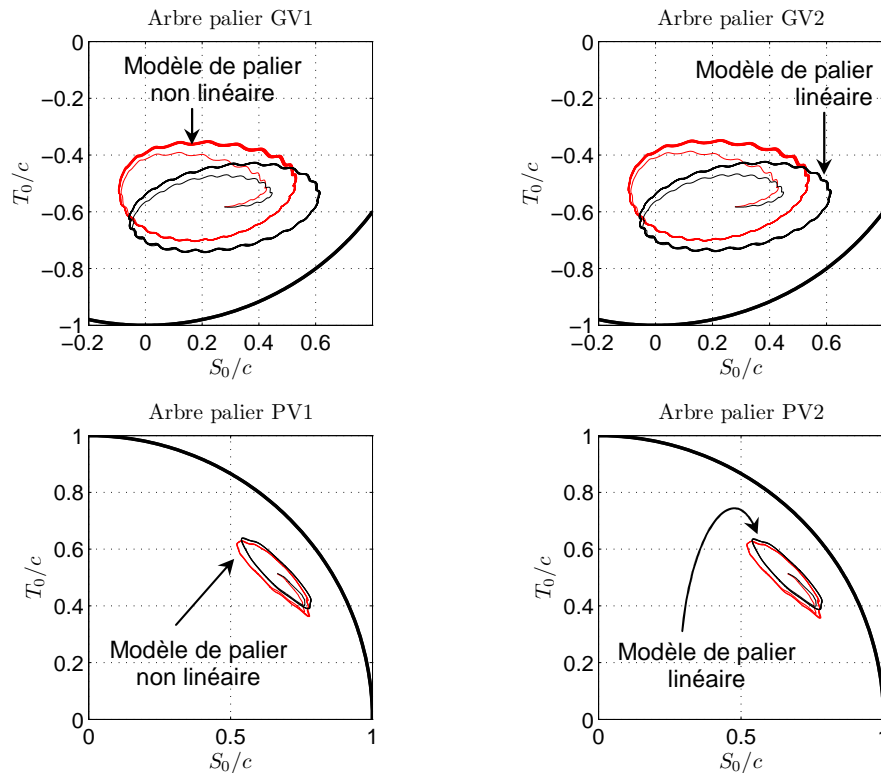 Arbre palier GV1
Arbre palier GV2
0
−0.2
−0.4
−0.6
−0.8
−1
−0.2
0
0.2
0.4
0.6
T₀/c
S₀/c
Modèle de palier
non linéaire
0
−0.2
−0.4
−0.6
−0.8
−1
−0.2
0
0.2
0.4
0.6
0.8
T₀/c
S₀/c
Modèle de palier
linéaire
Arbre palier PV1
Arbre palier PV2
1
0.8
0.6
0.4
0.2
0
0
0.5
1
T₀/c
S₀/c
Modèle de palier
non linéaire
1
0.8
0.6
0.4
0.2
0
0
0.5
1
T₀/c
S₀/c
Modèle de palier
linéaire